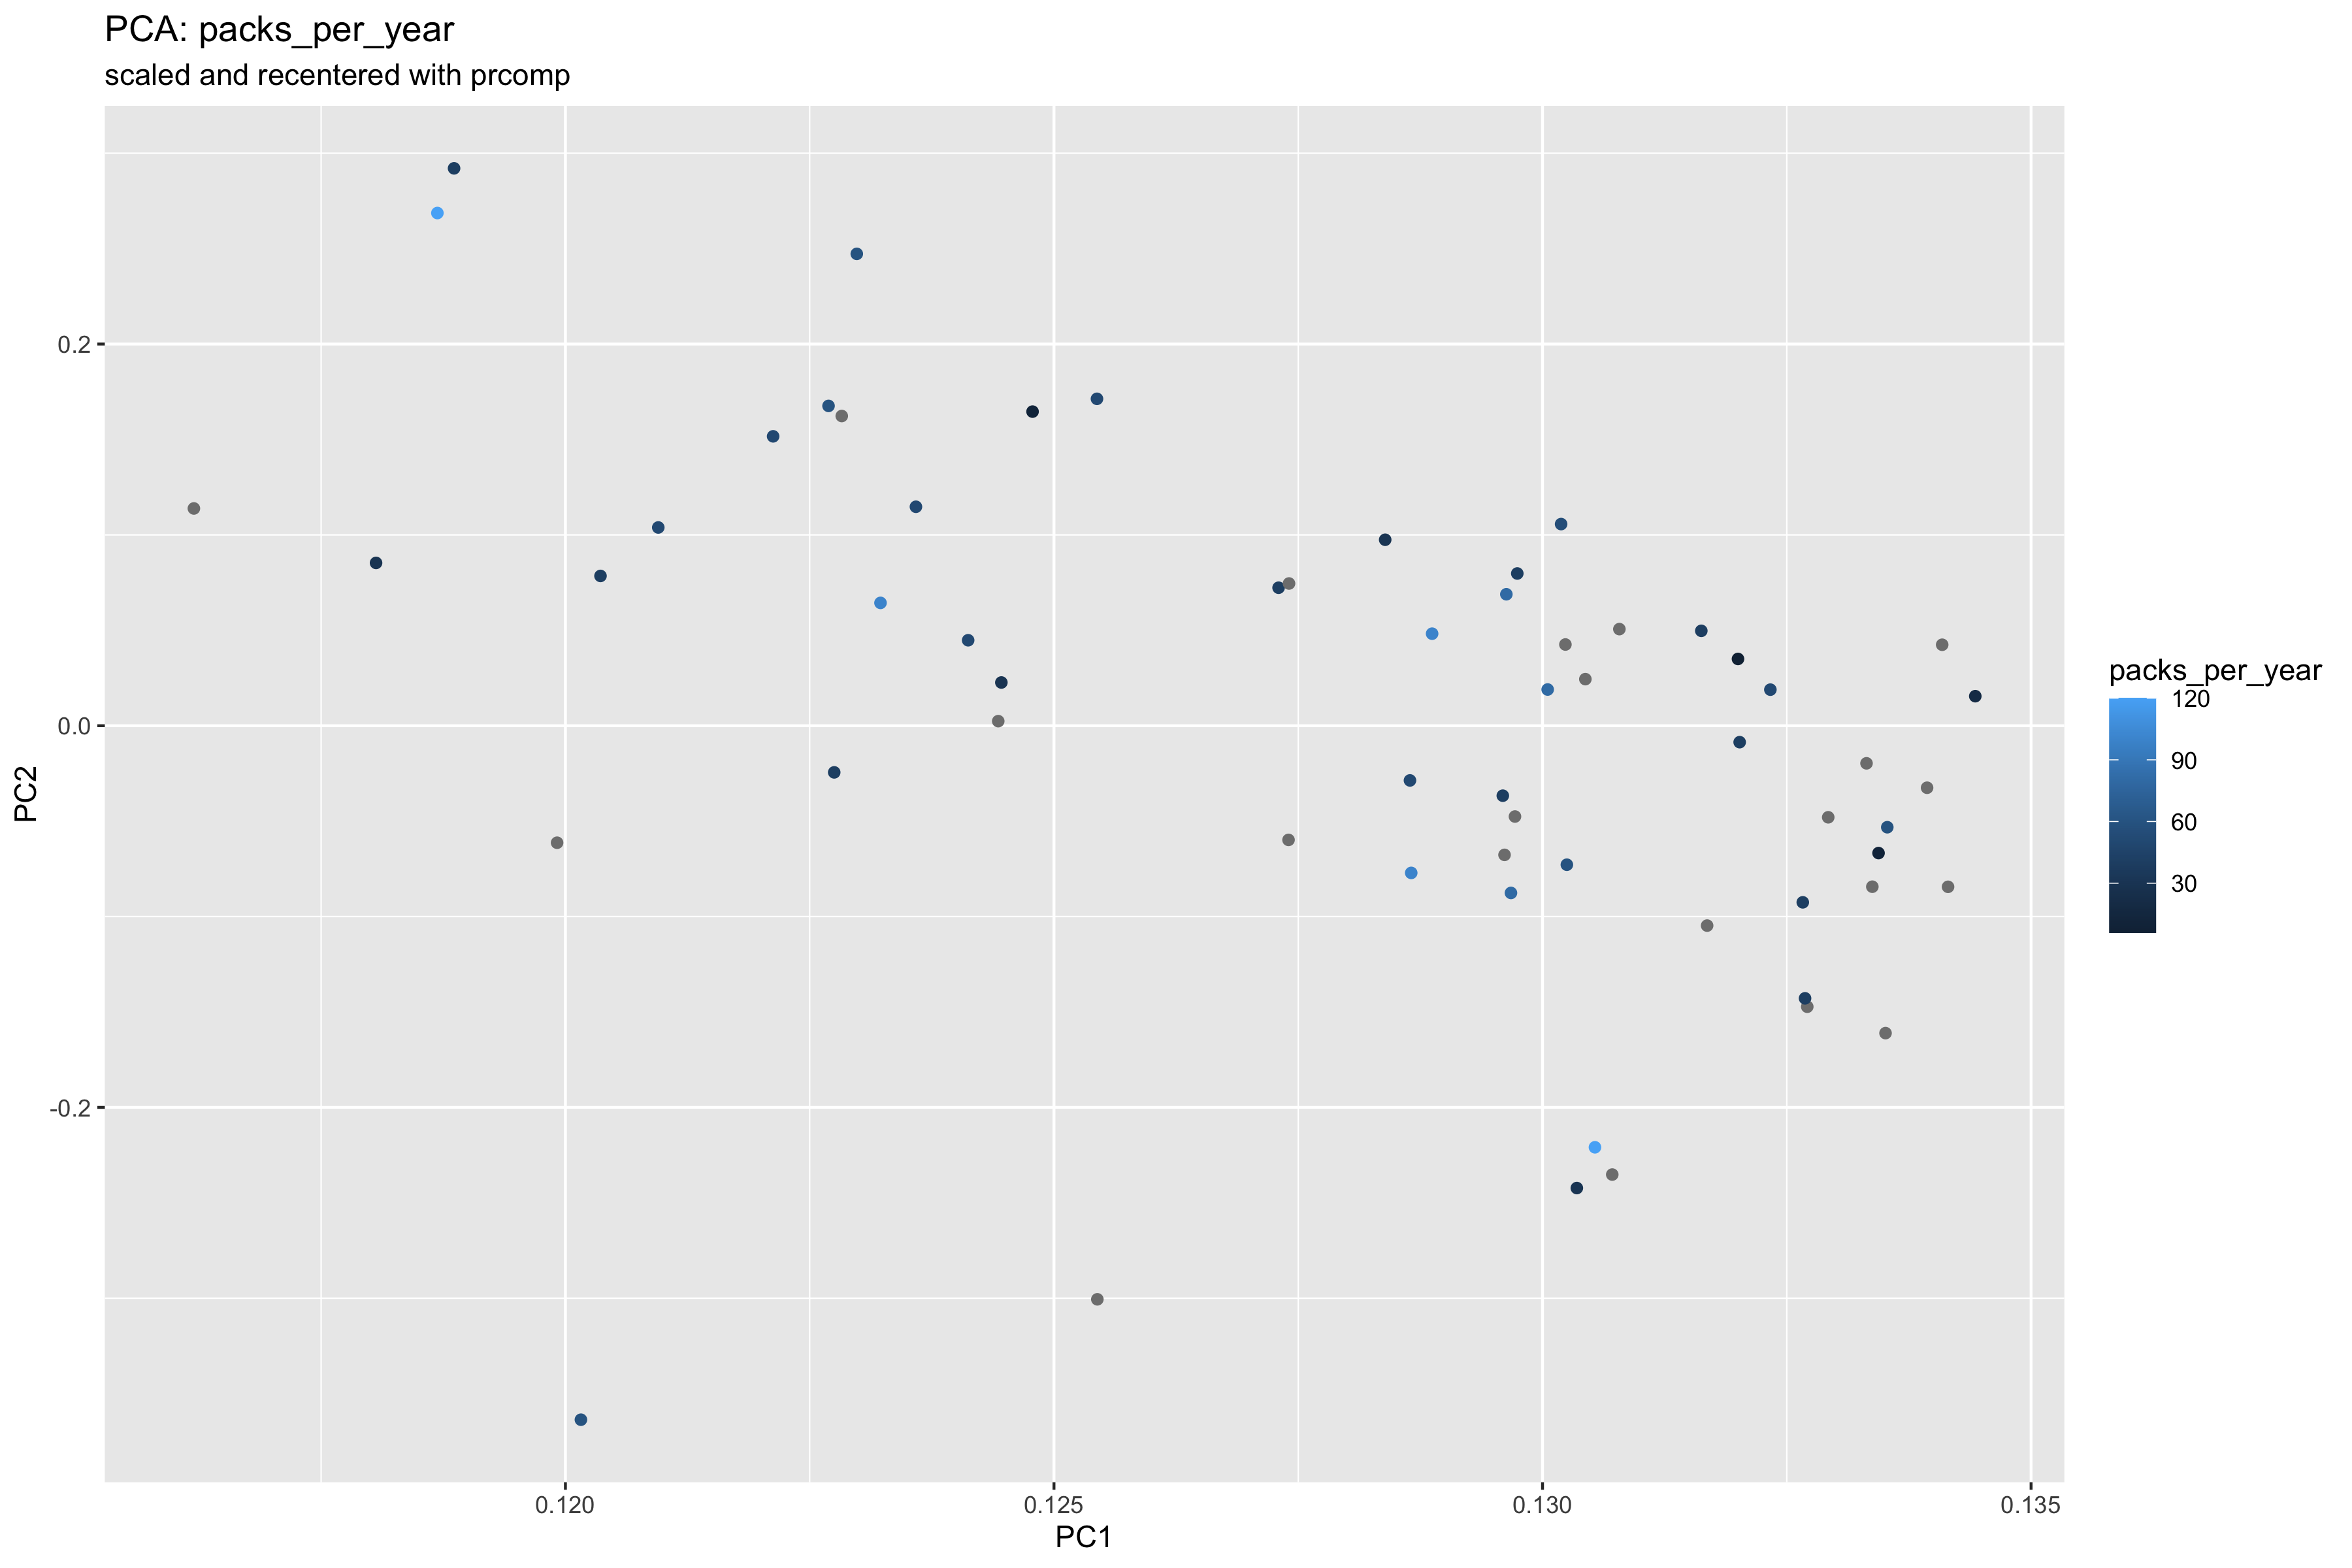 PCA: packs_per_year
scaled and recentered with prcomp
0.2
0.0
-0.2
PC2
0.120
0.125
0.130
0.135
PC1
packs_per_year
120
90
60
30